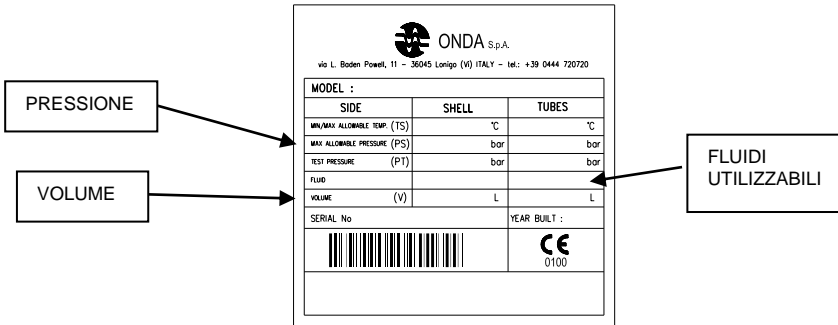 ONDA S.p.A.
via L. Baden Powell, 11 - 36045 Lonigo (Vi) ITALY - tel.: +39 0444 720720
MODEL :
SIDE SHELL TUBES
MIN/MAX ALLOWABLE TEMP. (TS) °C °C
MAX ALLOWABLE PRESSURE (PS) bar bar
TEST PRESSURE (PT) bar bar
FLUID
VOLUME (V) L L
SERIAL No YEAR BUILT :
CE
0100
PRESSIONE
VOLUME
FLUIDI
UTILIZZABILI